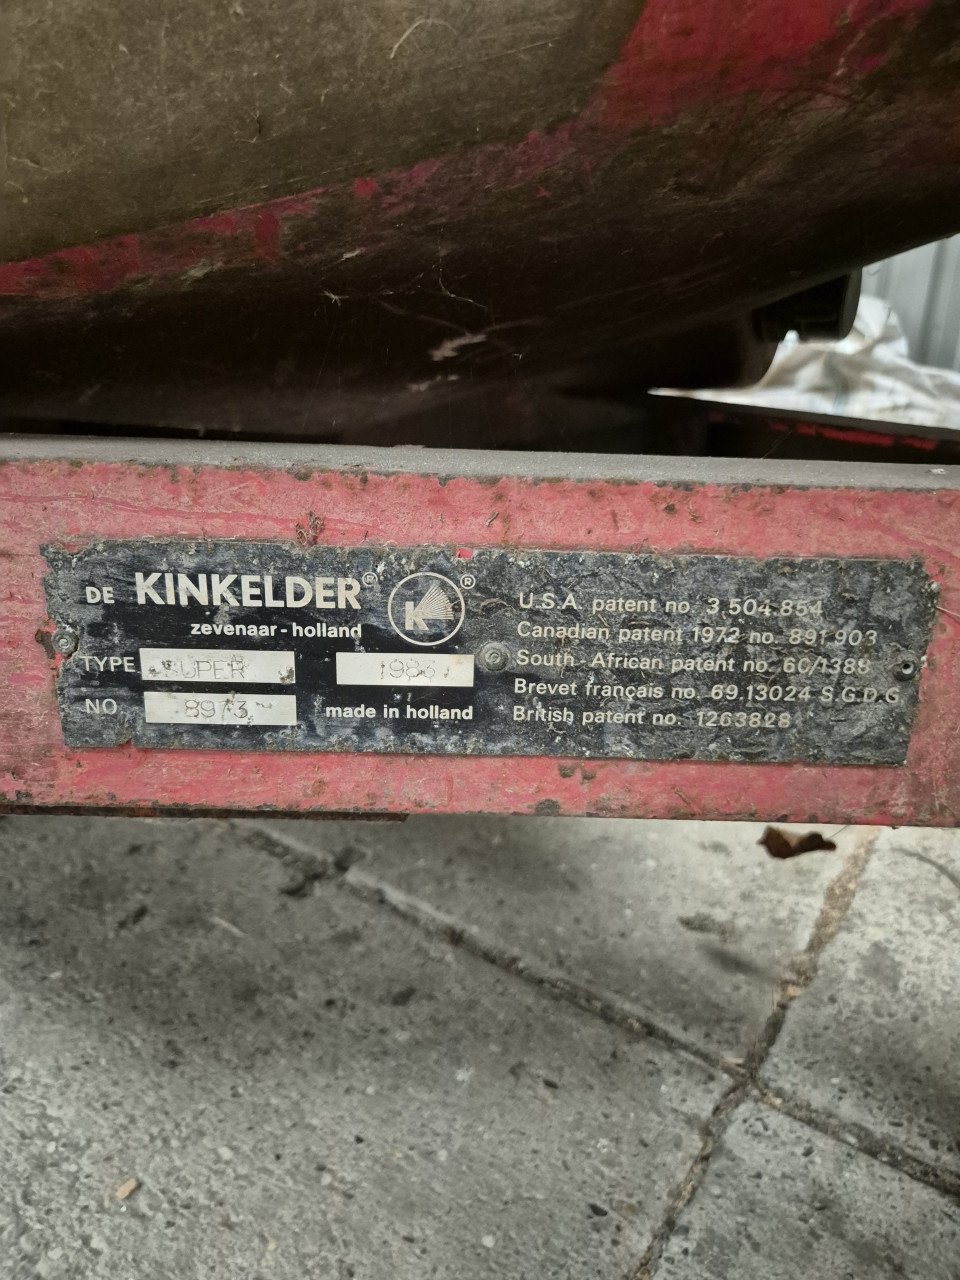 DE KINKELDER®
K ®
zevenaar - holland
TYPE SUPER
NO 8973
made in holland
U.S.A. patent no. 3.504.854
Canadian patent 1972 no. 891 903
South - African patent no. 60/1388
Brevet français no. 69.13024 S.G.D.G
British patent no. 1263828